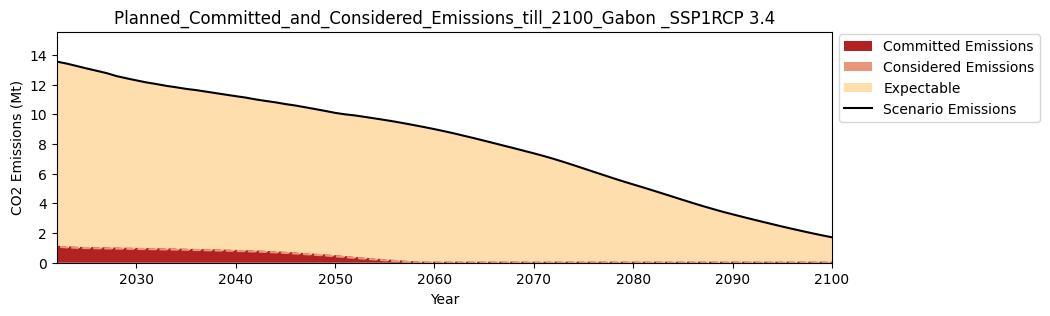 Planned_Committed_and_Considered_Emissions_till_2100_Gabon _SSP1RCP 3.4
Committed Emissions
Considered Emissions
Expectable
Scenario Emissions
CO2 Emissions (Mt)
14
12
10
8
6
4
2
0
2030 2040 2050 2060 2070 2080 2090 2100
Year